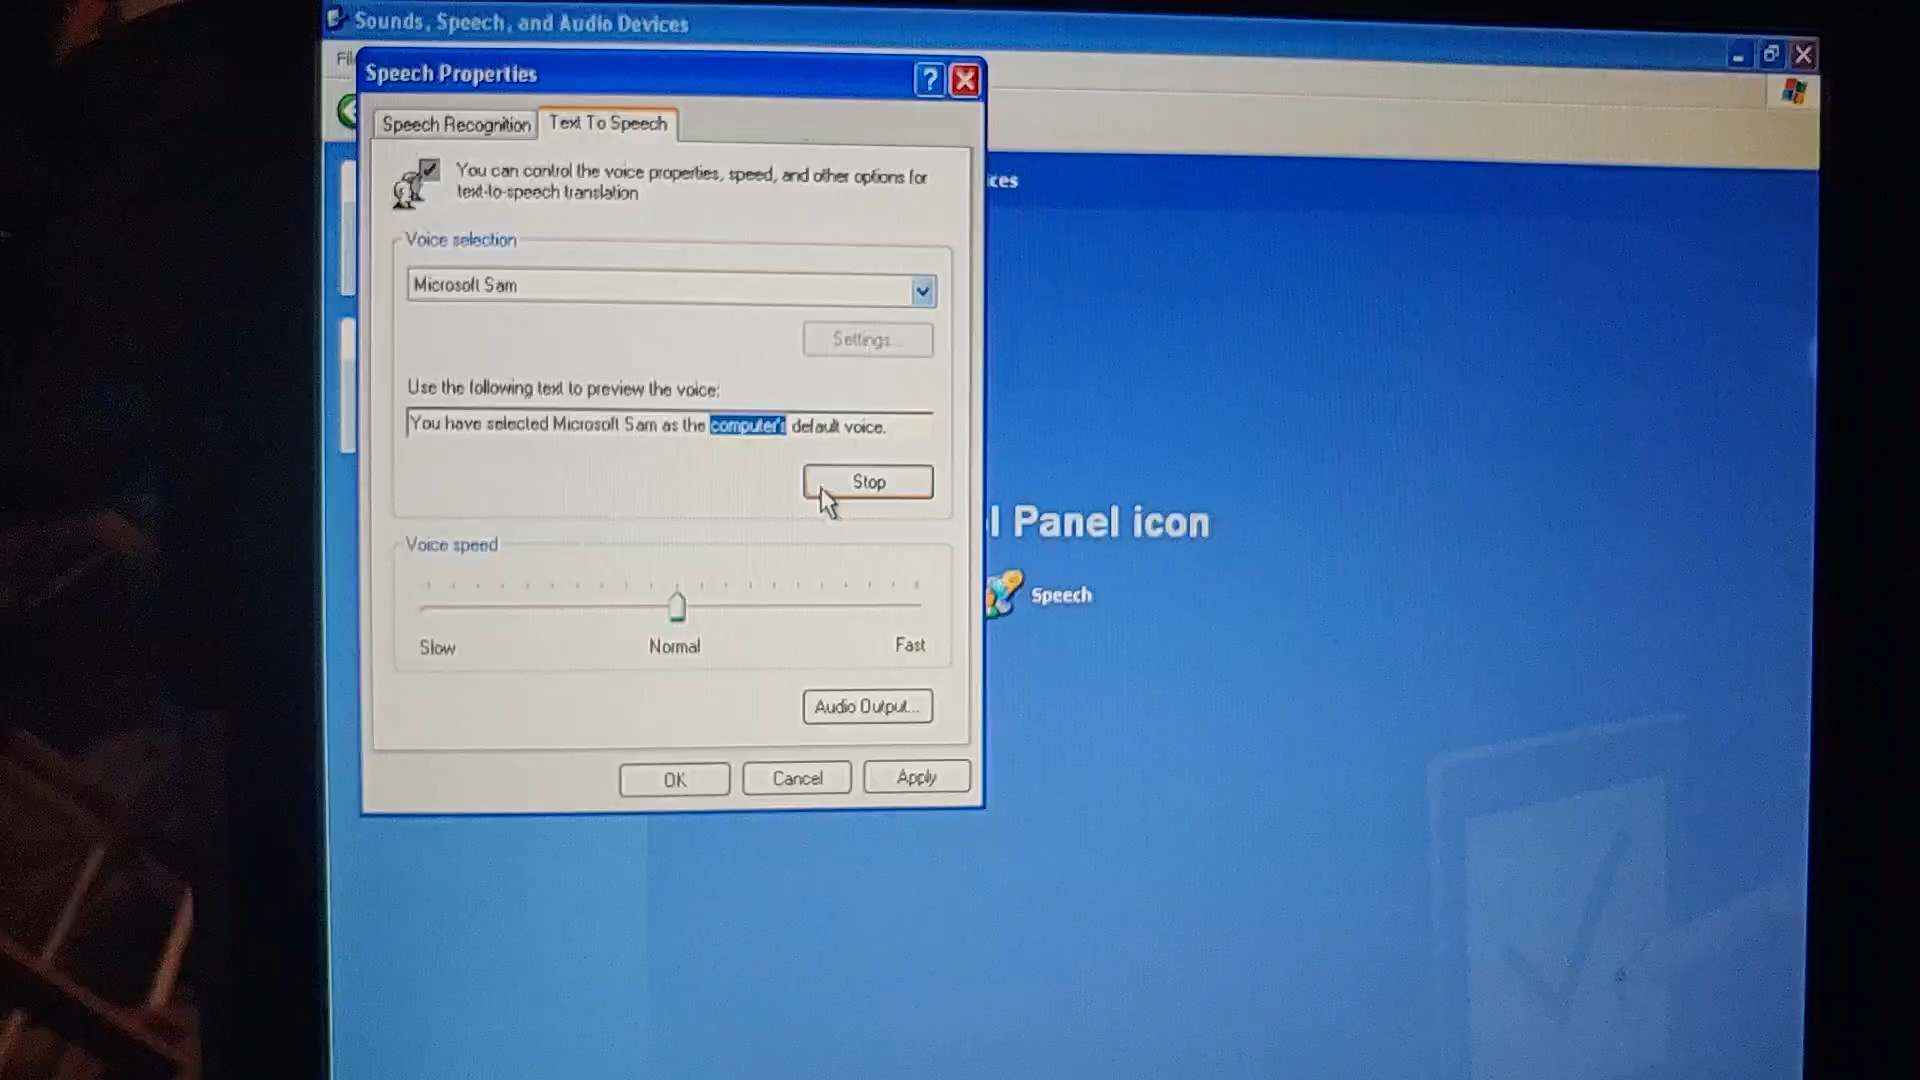 Sounds, Speech, and Audio Devices
Fil
Speech Properties
?
Speech Recognition
Text To Speech
You can control the voice properties, speed, and other options for
text-to-speech translation
ices
Voice selection
Microsoft Sam
Settings...
Use the following text to preview the voice:
You have selected Microsoft Sam as the computer's default voice.
Stop
l Panel icon
Voice speed
Speech
Slow
Normal
Fast
Audio Output...
OK
Cancel
Apply